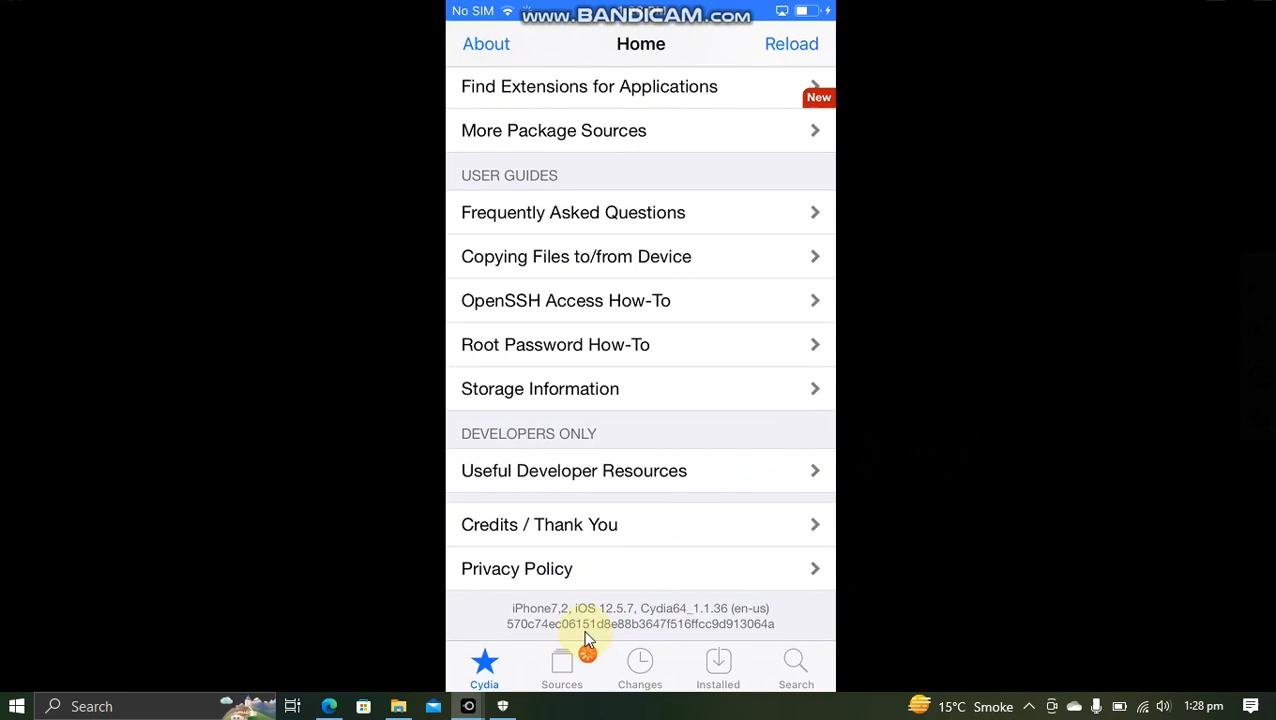 No SIM
www.BANDICAM.com
About
Home
Reload
Find Extensions for Applications
New
More Package Sources
USER GUIDES
Frequently Asked Questions
Copying Files to/from Device
OpenSSH Access How-To
Root Password How-To
Storage Information
DEVELOPERS ONLY
Useful Developer Resources
Credits / Thank You
Privacy Policy
iPhone7,2, iOS 12.5.7, Cydia64_1.1.36 (en-us)
570c74ec06151d8e88b3647f516ffcc9d913064a
Cydia
Sources
Changes
Installed
Search
Search
15°C Smoke
1:28 pm